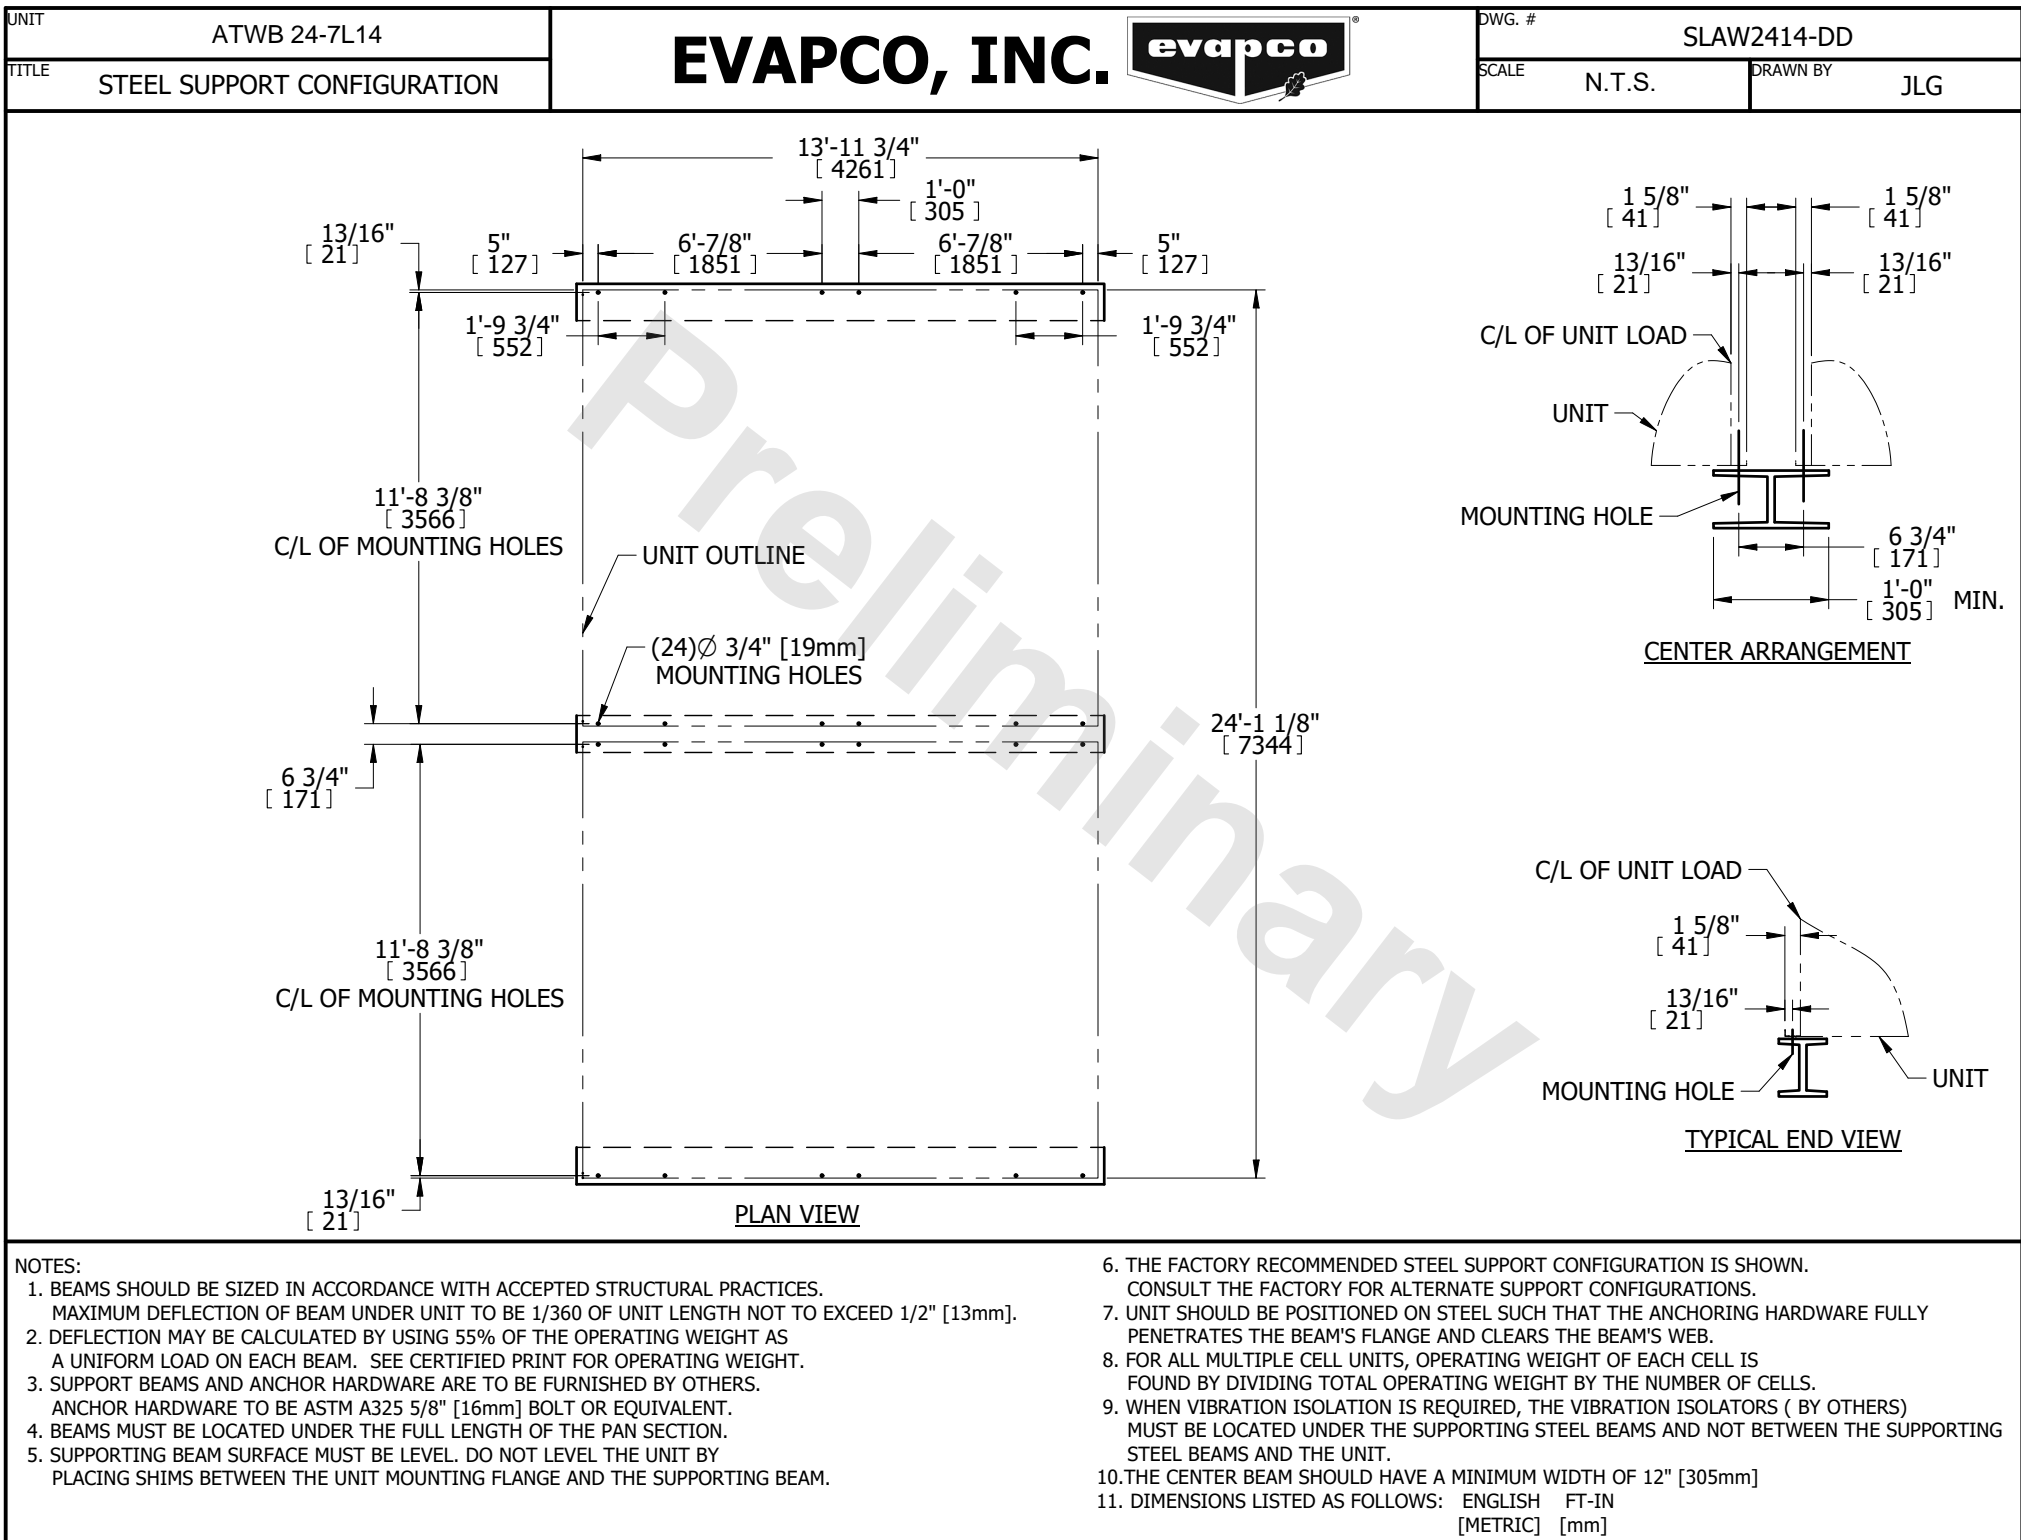 UNIT
ATWB 24-7L14
TITLE
STEEL SUPPORT CONFIGURATION
EVAPCO, INC.
evapco
®
DWG. #
SLAW2414-DD
SCALE
N.T.S.
DRAWN BY
JLG
13'-11 3/4"
[ 4261 ]
1'-0"
[ 305 ]
13/16"
[ 21 ]
5"
[ 127 ]
6'-7/8"
[ 1851 ]
6'-7/8"
[ 1851 ]
5"
[ 127 ]
1'-9 3/4"
[ 552 ]
1'-9 3/4"
[ 552 ]
11'-8 3/8"
[ 3566 ]
C/L OF MOUNTING HOLES
UNIT OUTLINE
(24)∅ 3/4" [19mm]
MOUNTING HOLES
24'-1 1/8"
[ 7344 ]
6 3/4"
[ 171 ]
11'-8 3/8"
[ 3566 ]
C/L OF MOUNTING HOLES
13/16"
[ 21 ]
PLAN VIEW
Preliminary
1 5/8"
[ 41 ]
1 5/8"
[ 41 ]
13/16"
[ 21 ]
13/16"
[ 21 ]
C/L OF UNIT LOAD
UNIT
MOUNTING HOLE
6 3/4"
[ 171 ]
1'-0"
[ 305 ] MIN.
CENTER ARRANGEMENT
C/L OF UNIT LOAD
1 5/8"
[ 41 ]
13/16"
[ 21 ]
MOUNTING HOLE
UNIT
TYPICAL END VIEW
NOTES:
1. BEAMS SHOULD BE SIZED IN ACCORDANCE WITH ACCEPTED STRUCTURAL PRACTICES.
MAXIMUM DEFLECTION OF BEAM UNDER UNIT TO BE 1/360 OF UNIT LENGTH NOT TO EXCEED 1/2" [13mm].
2. DEFLECTION MAY BE CALCULATED BY USING 55% OF THE OPERATING WEIGHT AS
A UNIFORM LOAD ON EACH BEAM. SEE CERTIFIED PRINT FOR OPERATING WEIGHT.
3. SUPPORT BEAMS AND ANCHOR HARDWARE ARE TO BE FURNISHED BY OTHERS.
ANCHOR HARDWARE TO BE ASTM A325 5/8" [16mm] BOLT OR EQUIVALENT.
4. BEAMS MUST BE LOCATED UNDER THE FULL LENGTH OF THE PAN SECTION.
5. SUPPORTING BEAM SURFACE MUST BE LEVEL. DO NOT LEVEL THE UNIT BY
PLACING SHIMS BETWEEN THE UNIT MOUNTING FLANGE AND THE SUPPORTING BEAM.
6. THE FACTORY RECOMMENDED STEEL SUPPORT CONFIGURATION IS SHOWN.
CONSULT THE FACTORY FOR ALTERNATE SUPPORT CONFIGURATIONS.
7. UNIT SHOULD BE POSITIONED ON STEEL SUCH THAT THE ANCHORING HARDWARE FULLY
PENETRATES THE BEAM'S FLANGE AND CLEARS THE BEAM'S WEB.
8. FOR ALL MULTIPLE CELL UNITS, OPERATING WEIGHT OF EACH CELL IS
FOUND BY DIVIDING TOTAL OPERATING WEIGHT BY THE NUMBER OF CELLS.
9. WHEN VIBRATION ISOLATION IS REQUIRED, THE VIBRATION ISOLATORS ( BY OTHERS)
MUST BE LOCATED UNDER THE SUPPORTING STEEL BEAMS AND NOT BETWEEN THE SUPPORTING
STEEL BEAMS AND THE UNIT.
10.THE CENTER BEAM SHOULD HAVE A MINIMUM WIDTH OF 12" [305mm]
11. DIMENSIONS LISTED AS FOLLOWS: ENGLISH FT-IN
[METRIC] [mm]